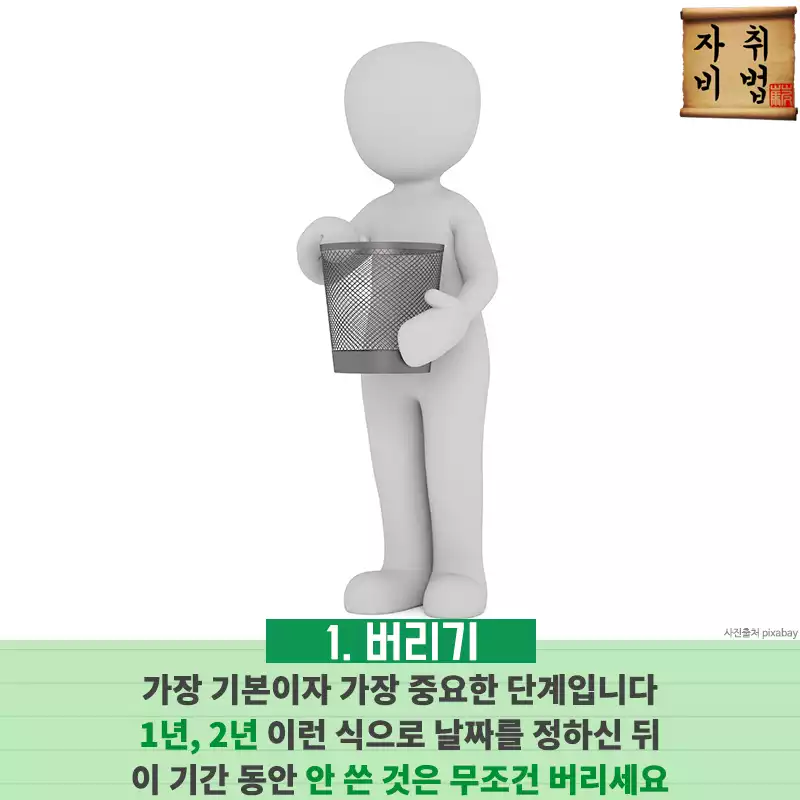 자취
비법
1. 버리기
사진출처 pixabay
가장 기본이자 가장 중요한 단계입니다
1년, 2년 이런 식으로 날짜를 정하신 뒤
이 기간 동안 안 쓴 것은 무조건 버리세요